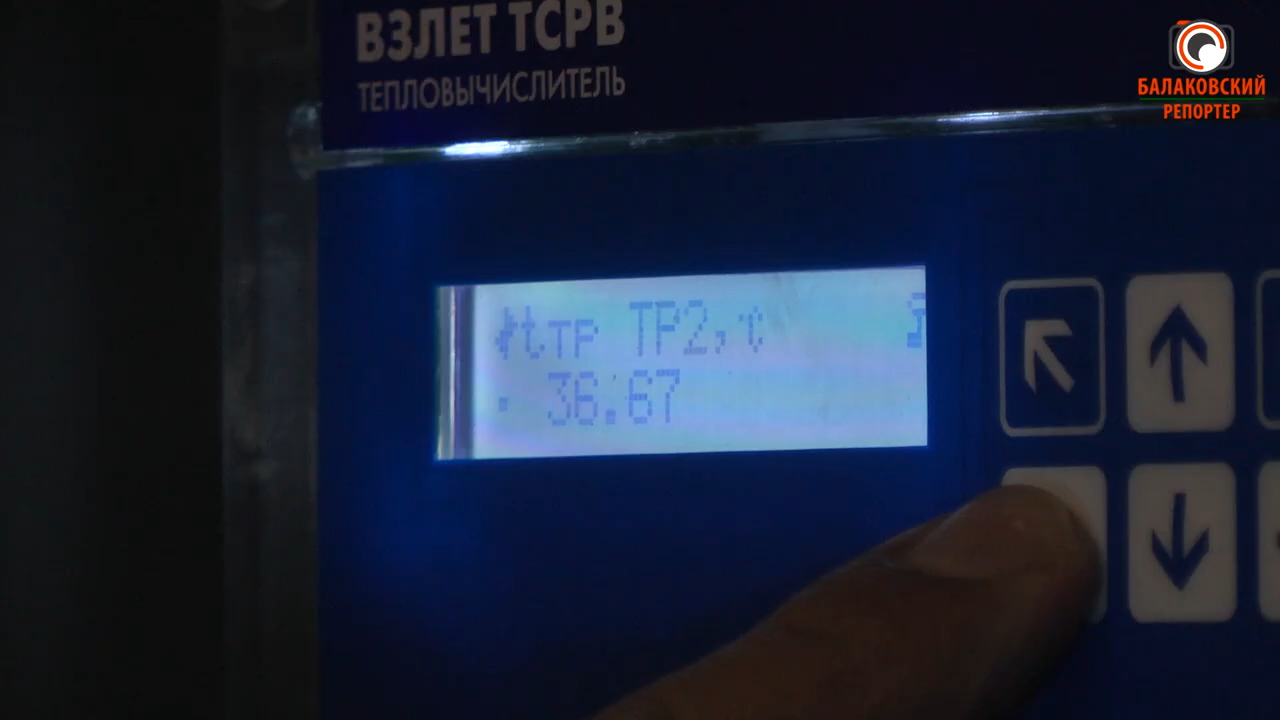 ВЗЛЕТ ТСРВ
ТЕПЛОВЫЧИСЛИТЕЛЬ
БАЛАКОВСКИЙ
РЕПОРТЕР
tтр ТР2,
36.67